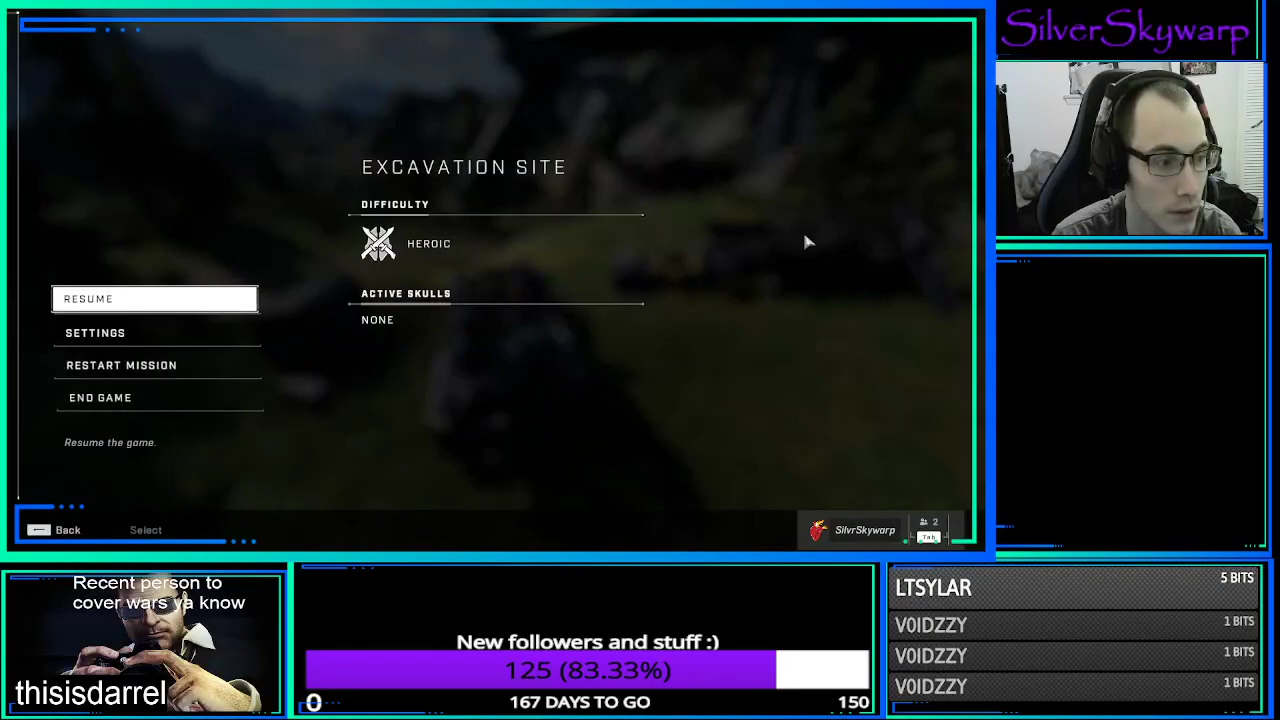 SilverSkywarp
EXCAVATION SITE
DIFFICULTY
HEROIC
ACTIVE SKULLS
NONE
RESUME
SETTINGS
RESTART MISSION
END GAME
Resume the game.
Back
Select
SilvrSkywarp
2
Tab
Recent person to
cover wars ya know
thisisdarrel
New followers and stuff :)
125 (83.33%)
0
167 DAYS TO GO
150
LTSYLAR 5 BITS
V0IDZZY 1 BITS
V0IDZZY 1 BITS
V0IDZZY 1 BITS